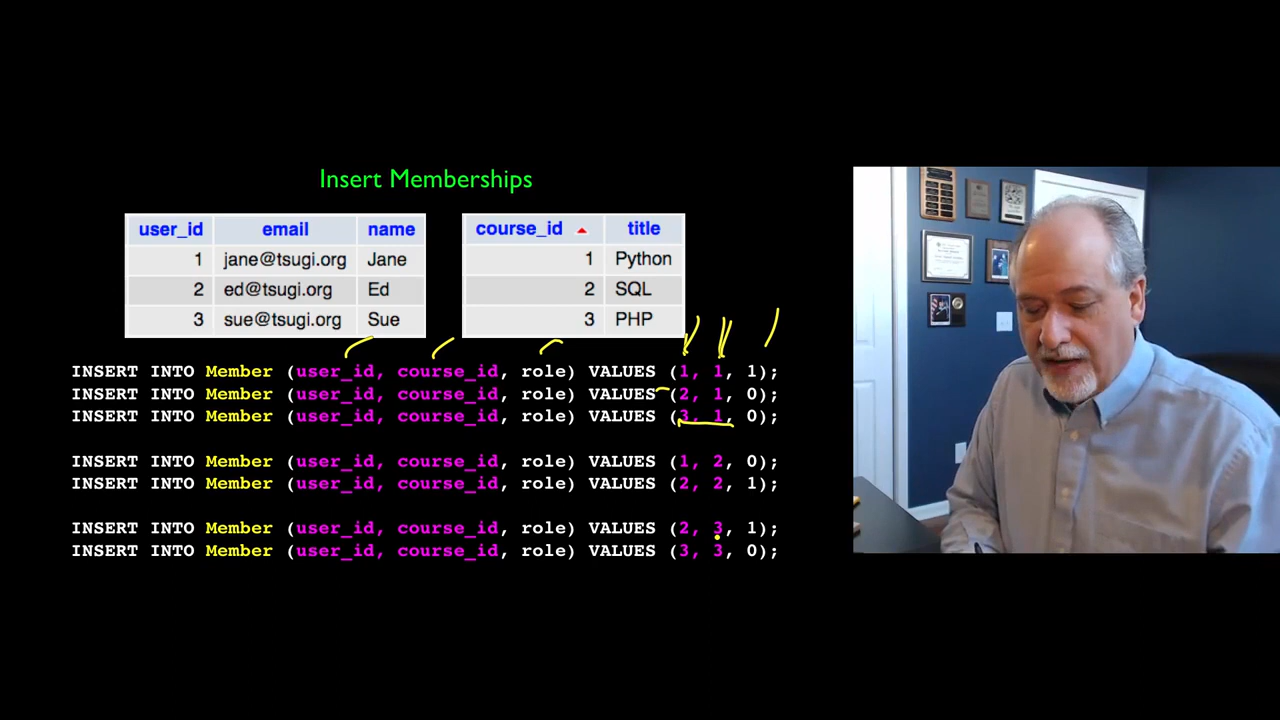 Insert Memberships
user_id email name
1 jane@tsugi.org Jane
2 ed@tsugi.org Ed
3 sue@tsugi.org Sue
course_id title
1 Python
2 SQL
3 PHP
INSERT INTO Member (user_id, course_id, role) VALUES (1, 1, 1);
INSERT INTO Member (user_id, course_id, role) VALUES (2, 1, 0);
INSERT INTO Member (user_id, course_id, role) VALUES (3, 1, 0);
INSERT INTO Member (user_id, course_id, role) VALUES (1, 2, 0);
INSERT INTO Member (user_id, course_id, role) VALUES (2, 2, 1);
INSERT INTO Member (user_id, course_id, role) VALUES (2, 3, 1);
INSERT INTO Member (user_id, course_id, role) VALUES (3, 3, 0);